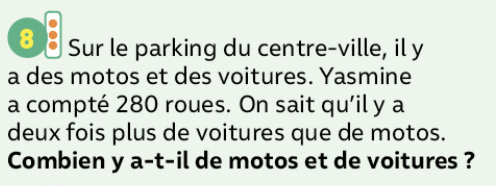 8 Sur le parking du centre-ville, il y
a des motos et des voitures. Yasmine
a compté 280 roues. On sait qu'il y a
deux fois plus de voitures que de motos.
Combien y a-t-il de motos et de voitures ?